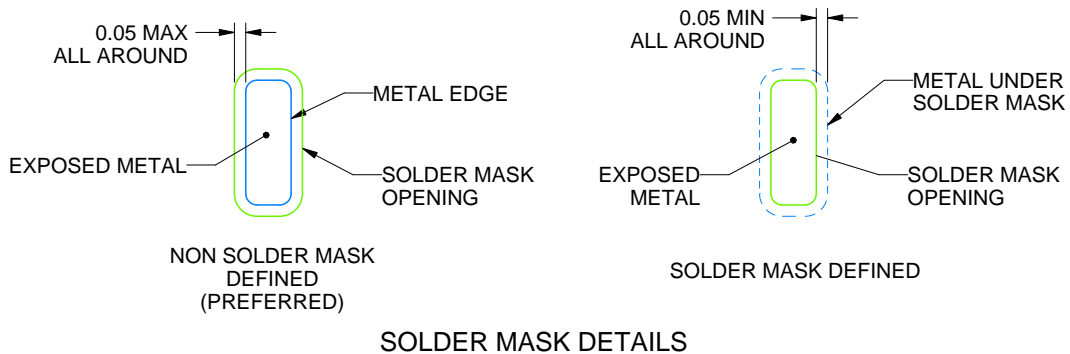 0.05 MAX
ALL AROUND
METAL EDGE
EXPOSED METAL
SOLDER MASK
OPENING
NON SOLDER MASK
DEFINED
(PREFERRED)
0.05 MIN
ALL AROUND
METAL UNDER
SOLDER MASK
EXPOSED
METAL
SOLDER MASK
OPENING
SOLDER MASK DEFINED
SOLDER MASK DETAILS